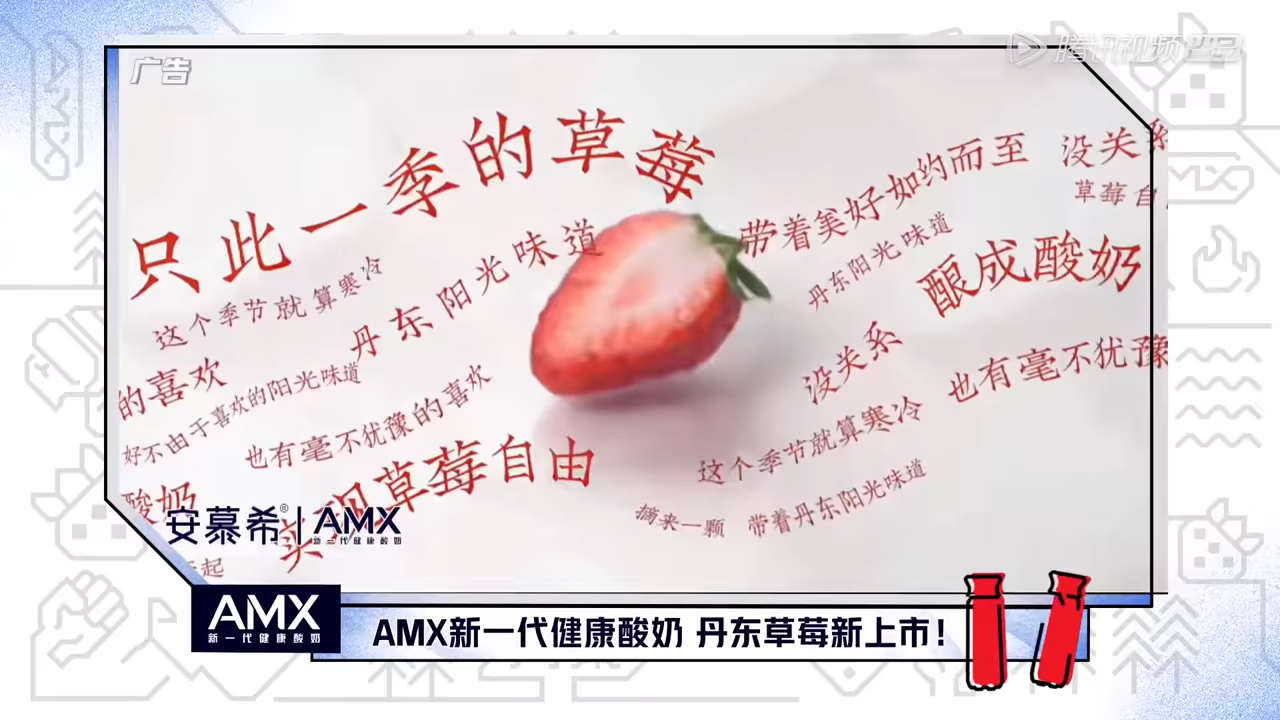 广告
腾讯视频 出品
只此一季的草莓
带着美好如约而至
没关系
草莓自
这个季节就算寒冷
丹东阳光味道
丹东阳光味道
酿成酸奶
的喜欢
好不由于喜欢的阳光味道
也有毫不犹豫的喜欢
没关系
也有毫不犹豫
实现草莓自由
这个季节就算寒冷
酸奶
摘来一颗
带着丹东阳光味道
起
安慕希® | AMX
新一代健康酸奶
AMX
新一代健康酸奶
AMX新一代健康酸奶 丹东草莓新上市!
AMX
AMX